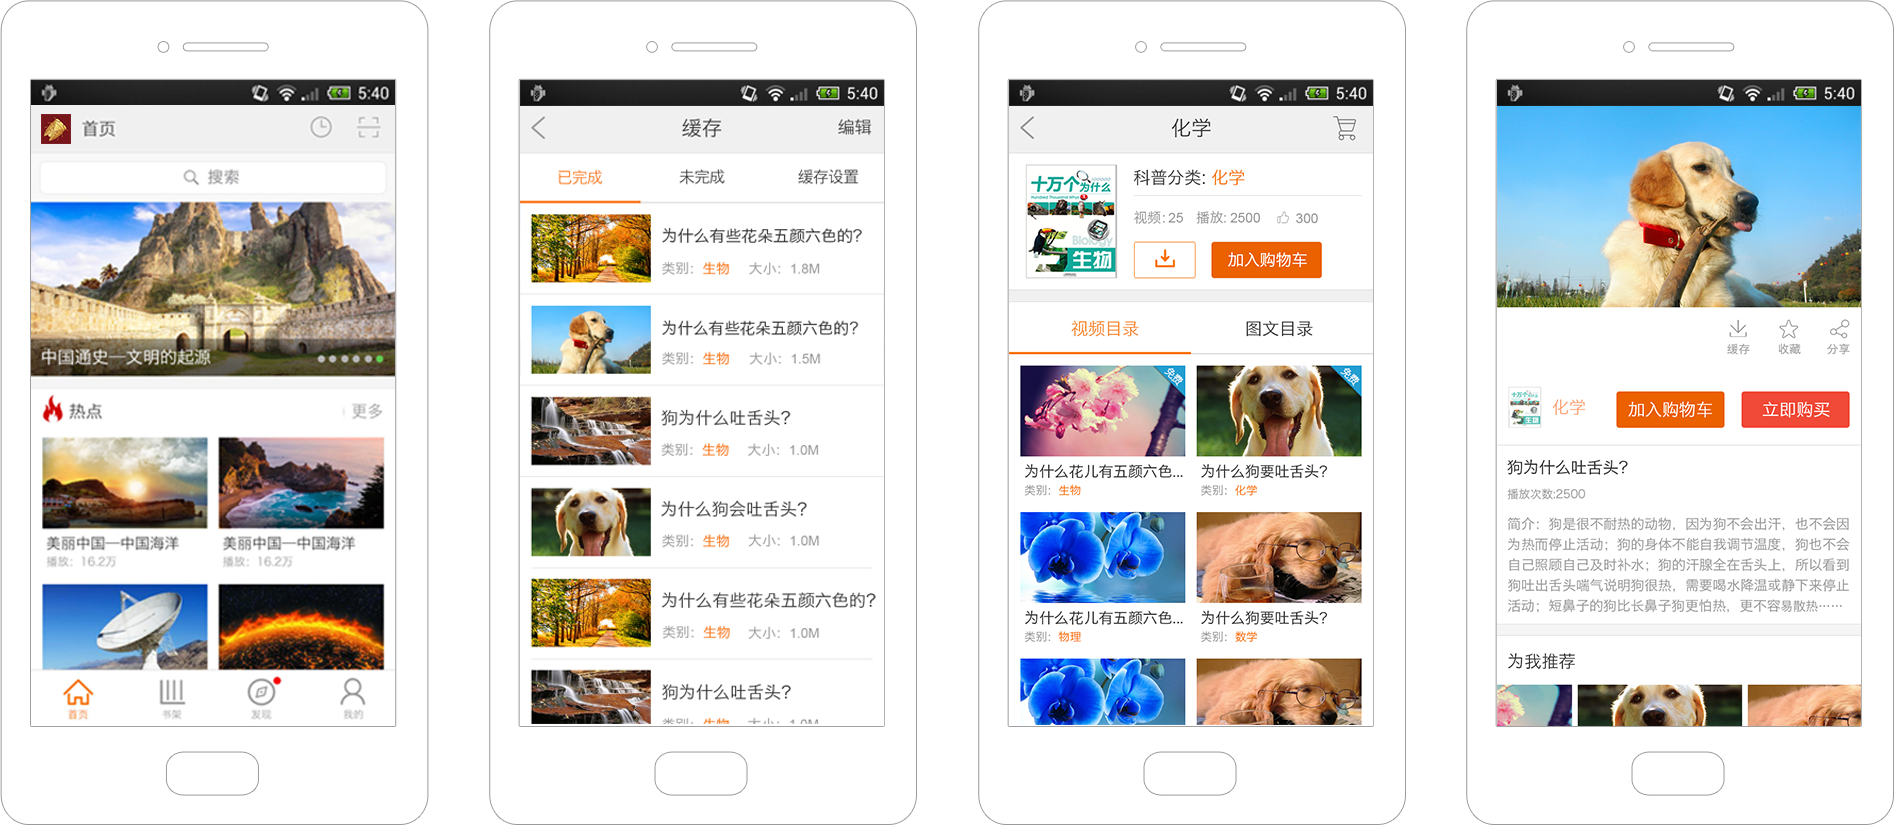 5:40
首页
搜索
中国通史—文明的起源
热点
更多
美丽中国—中国海洋
播放：16.2万
美丽中国—中国海洋
播放：16.2万
首页
书架
发现
我的
5:40
缓存
编辑
已完成
未完成
缓存设置
为什么有些花朵五颜六色的?
类别：生物 大小：1.8M
为什么有些花朵五颜六色的?
类别：生物 大小：1.5M
狗为什么吐舌头?
类别：生物 大小：1.0M
为什么狗会吐舌头?
类别：生物 大小：1.0M
为什么有些花朵五颜六色的?
类别：生物 大小：1.0M
狗为什么吐舌头?
类别：生物 大小：1.0M
5:40
化学
十万个为什么
Hundred Thousand Whys
Biology
生物
科普分类: 化学
视频: 25 播放: 2500 300
加入购物车
视频目录
图文目录
免费
免费
为什么花儿有五颜六色...
类别：生物
为什么狗要吐舌头?
类别：化学
为什么花儿有五颜六色...
类别：物理
为什么狗要吐舌头?
类别：数学
5:40
缓存
收藏
分享
化学
加入购物车
立即购买
狗为什么吐舌头?
播放次数:2500
简介：狗是很不耐热的动物，因为狗不会出汗，也不会因
为热而停止活动；狗的身体不能自我调节温度，狗也不会
自己照顾自己及时补水；狗的汗腺全在舌头上，所以看到
狗吐出舌头喘气说明狗很热，需要喝水降温或静下来停止
活动；短鼻子的狗比长鼻子狗更怕热，更不容易散热……
为我推荐